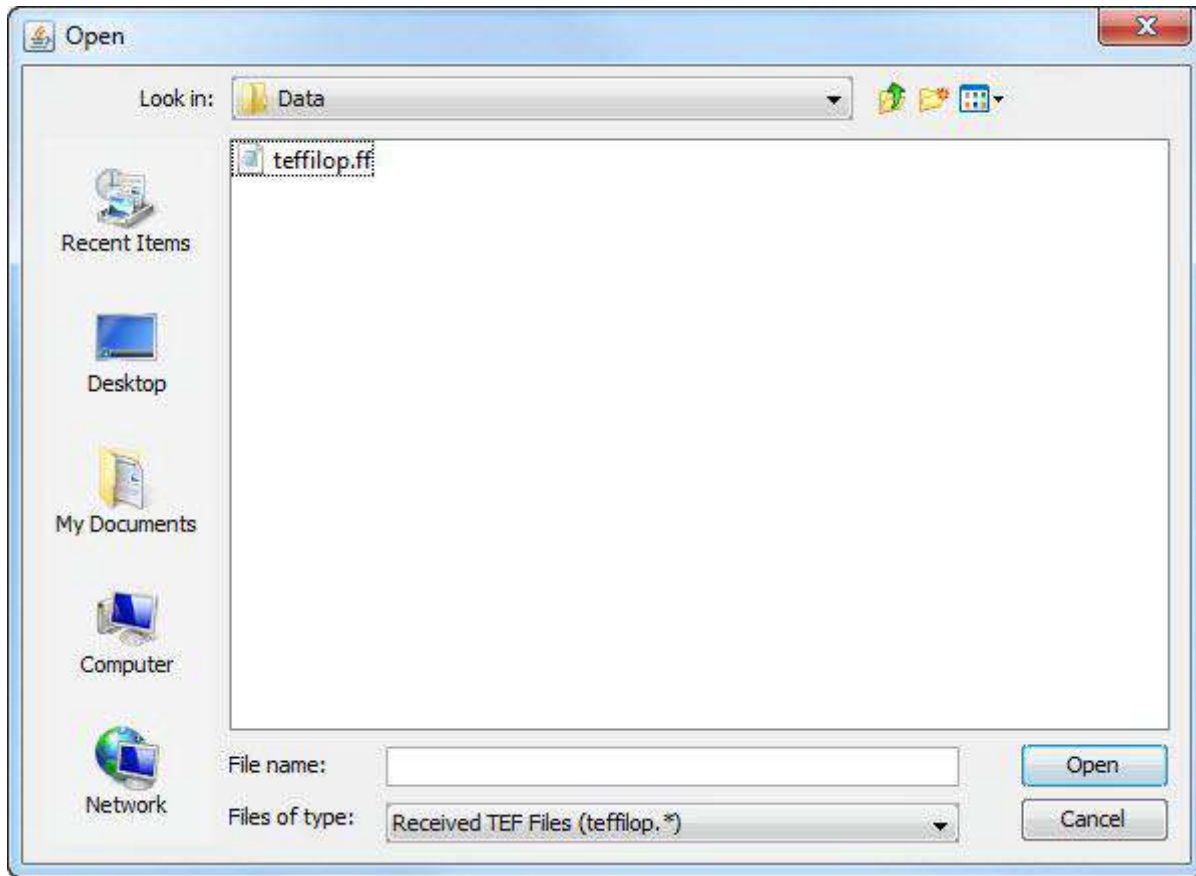 Open
Look in: Data
teffilop.ff
Recent Items
Desktop
My Documents
Computer
Network
File name:
Open
Files of type: Received TEF Files (teffilop.*)
Cancel